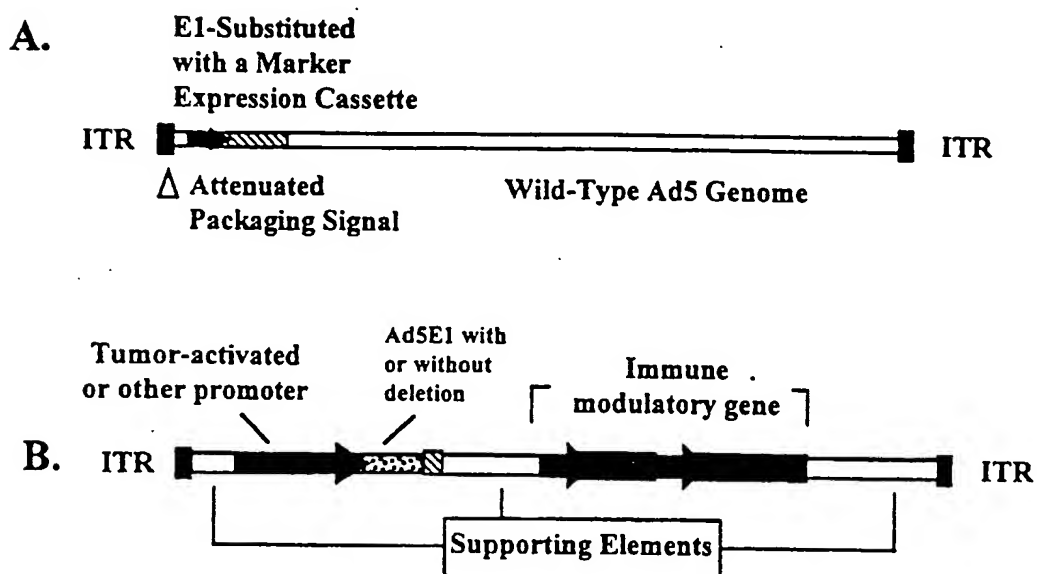 A.
E1-Substituted
with a Marker
Expression Cassette
ITR
ITR
Δ Attenuated
Packaging Signal
Wild-Type Ad5 Genome
Tumor-activated
or other promoter
Ad5E1 with
or without
deletion
Immune
modulatory gene
B.
ITR
ITR
Supporting Elements